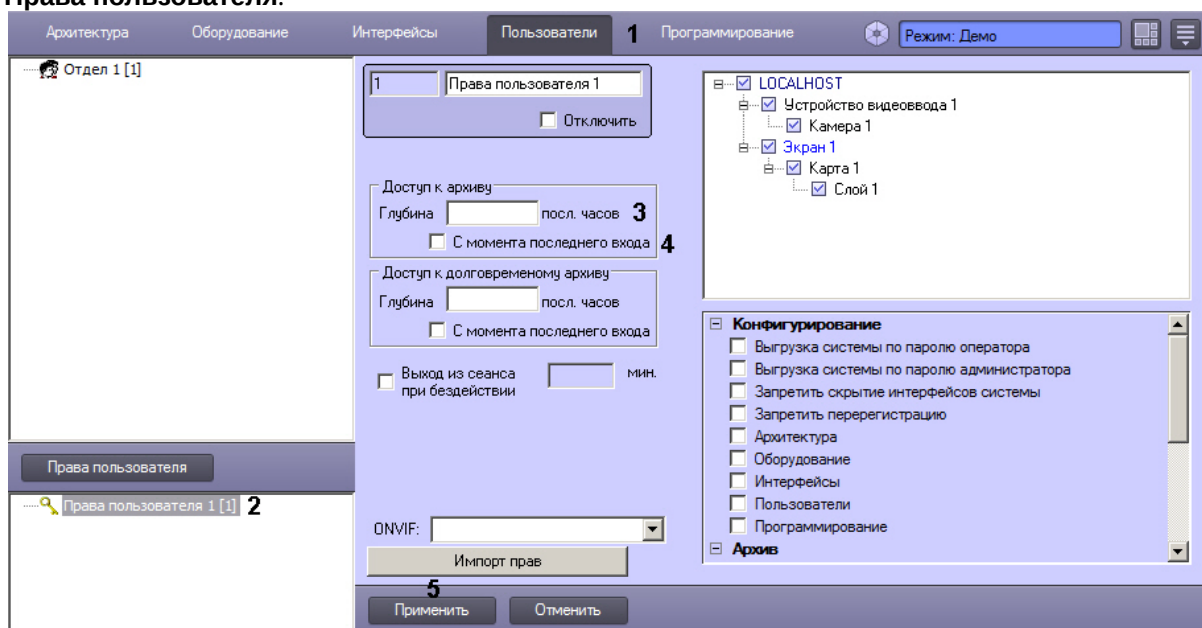 Права пользователя.
Архитектура Оборудование Интерфейсы Пользователи 1 Программирование Режим: Демо
Отдел 1 [1]
Права пользователя
Права пользователя 1 [1] 2
1 Права пользователя 1
Отключить
Доступ к архиву
Глубина посл. часов 3
С момента последнего входа 4
Доступ к долговременому архиву
Глубина посл. часов
С момента последнего входа
Выход из сеанса мин.
при бездействии
ONVIF:
Импорт прав
5
Применить Отменить
LOCALHOST
Устройство видеоввода 1
Камера 1
Экран 1
Карта 1
Слой 1
Конфигурирование
Выгрузка системы по паролю оператора
Выгрузка системы по паролю администратора
Запретить скрытие интерфейсов системы
Запретить перерегистрацию
Архитектура
Оборудование
Интерфейсы
Пользователи
Программирование
Архив